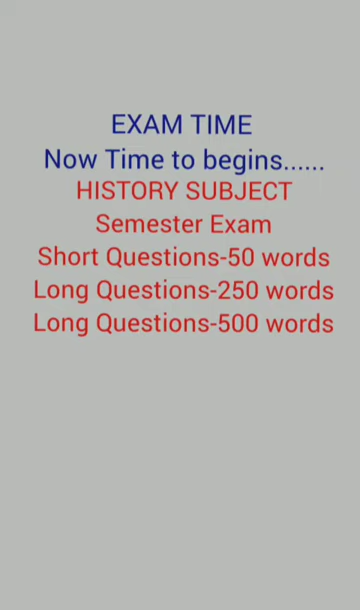 EXAM TIME
Now Time to begins......
HISTORY SUBJECT
Semester Exam
Short Questions-50 words
Long Questions-250 words
Long Questions-500 words